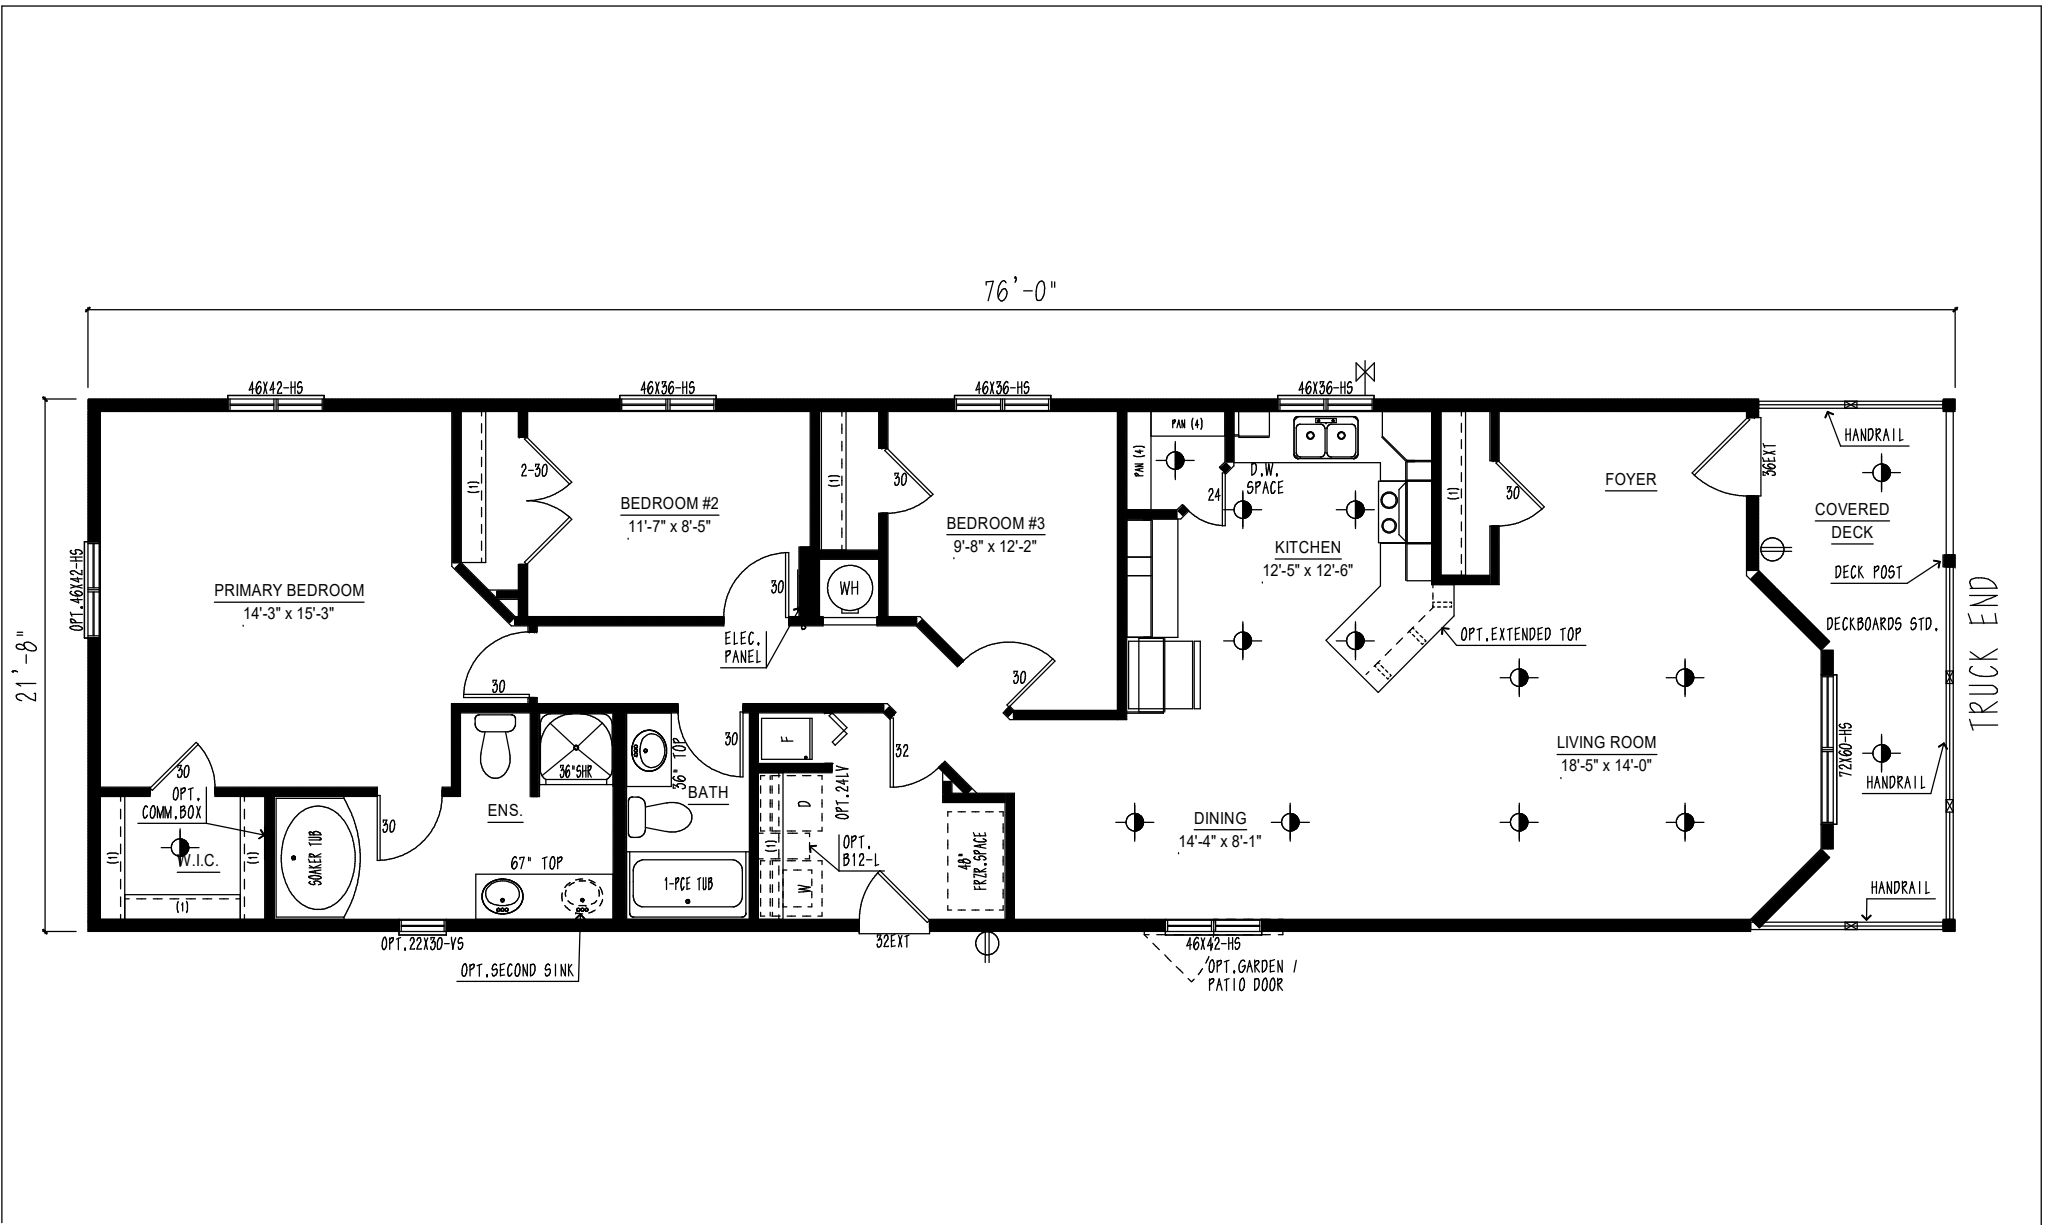 76'-0"
46X42-HS
46X36-HS
46X36-HS
46X36-HS
21'-8"
OPT.46X42-HS
PRIMARY BEDROOM
14'-3" x 15'-3"
(1)
2-30
BEDROOM #2
11'-7" x 8'-5"
30
ELEC.
PANEL
(1)
30
WH
BEDROOM #3
9'-8" x 12'-2"
30
PAN (4)
PAN (4)
24
D.W.
SPACE
KITCHEN
12'-5" x 12'-6"
OPT.EXTENDED TOP
(1)
30
FOYER
36EXT
HANDRAIL
COVERED
DECK
DECK POST
DECKBOARDS STD.
TRUCK END
30
30
OPT.
COMM.BOX
(1)
W.I.C.
(1)
(1)
SOAKER TUB
30
ENS.
36"SHR
67" TOP
OPT.22X30-VS
OPT.SECOND SINK
36" TOP
30
BATH
1-PCE TUB
F
D
(1)
W
OPT.24LV
OPT.
B12-L
32
48"
FRZR.SPACE
32EXT
DINING
14'-4" x 8'-1"
46X42-HS
OPT.GARDEN /
PATIO DOOR
LIVING ROOM
18'-5" x 14'-0"
72X60-HS
HANDRAIL
HANDRAIL